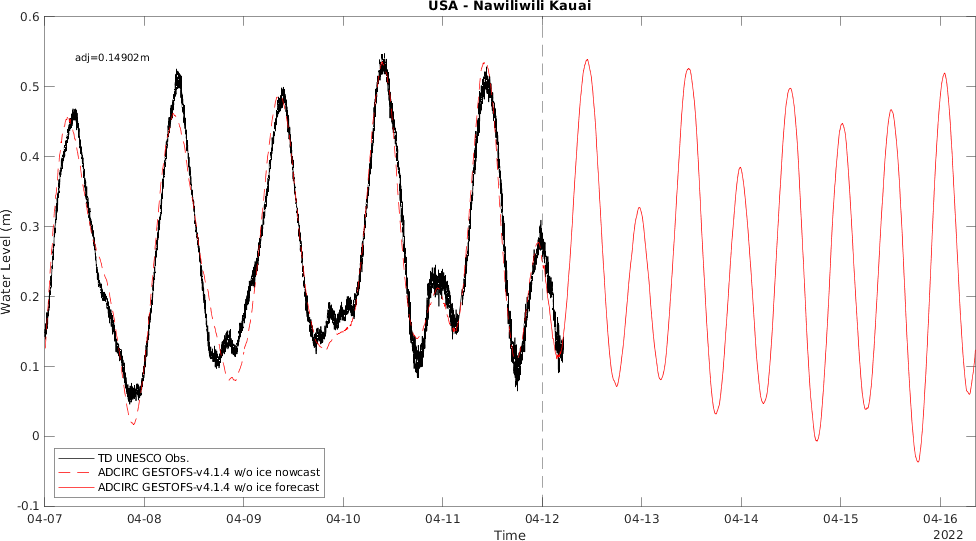 USA - Nawiliwili Kauai
0.6
adj=0.14902m
0.5
0.4
0.3
0.2
0.1
0
-0.1
Water Level (m)
TD UNESCO Obs.
ADCIRC GESTOFS-v4.1.4 w/o ice nowcast
ADCIRC GESTOFS-v4.1.4 w/o ice forecast
04-07 04-08 04-09 04-10 04-11 04-12 04-13 04-14 04-15 04-16
Time 2022